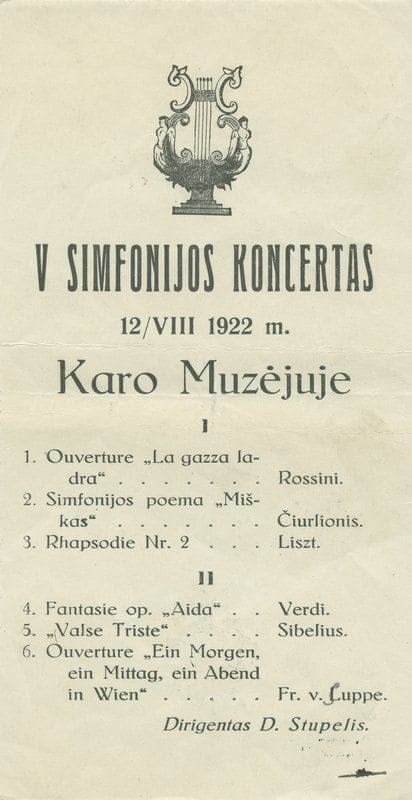 V SIMFONIJOS KONCERTAS
12/VIII 1922 m.
Karo Muzėjuje
I
1. Ouverture „La gazza la-
dra“ . . . . . . . Rossini.
2. Simfonijos poema „Miš-
kas“ . . . . . . . Čiurlionis.
3. Rhapsodie Nr. 2 . . . Liszt.
II
4. Fantasie op. „Aida“ . . Verdi.
5. „Valse Triste“ . . . . Sibelius.
6. Ouverture „Ein Morgen,
ein Mittag, ein Abend
in Wien“ . . . . . Fr. v. Suppe.
Dirigentas D. Stupelis.